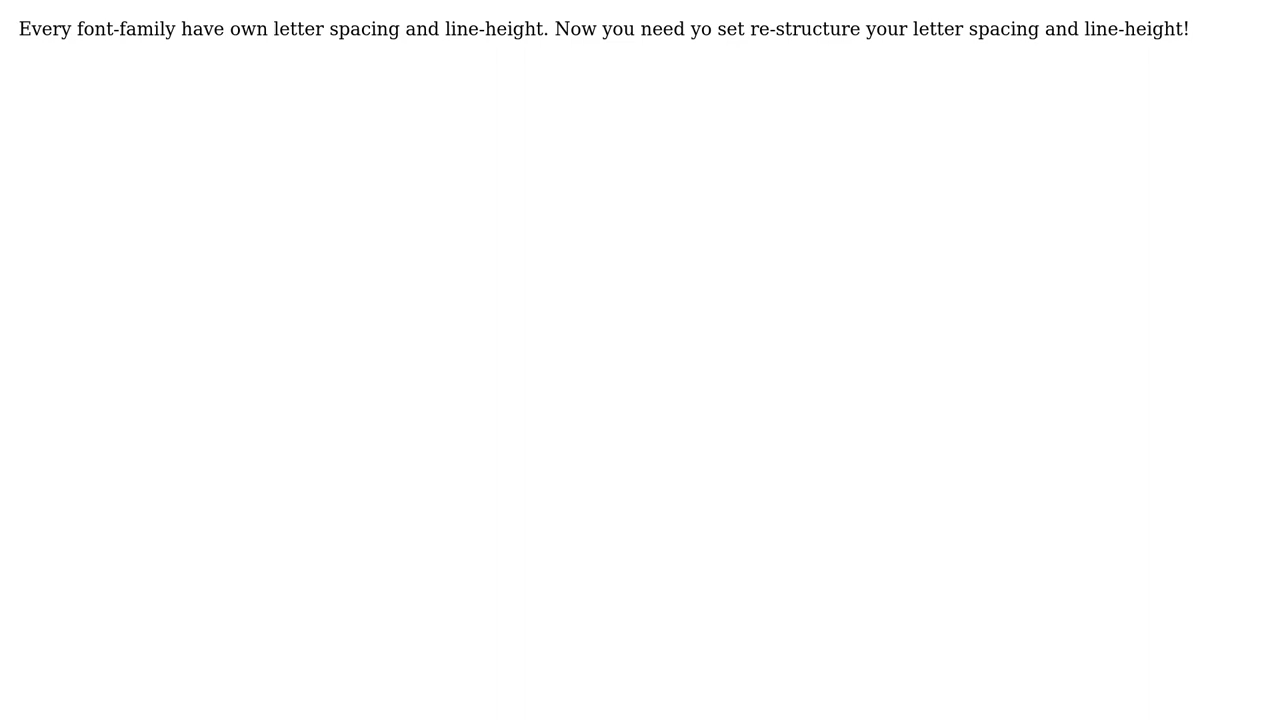 Every font-family have own letter spacing and line-height. Now you need yo set re-structure your letter spacing and line-height!